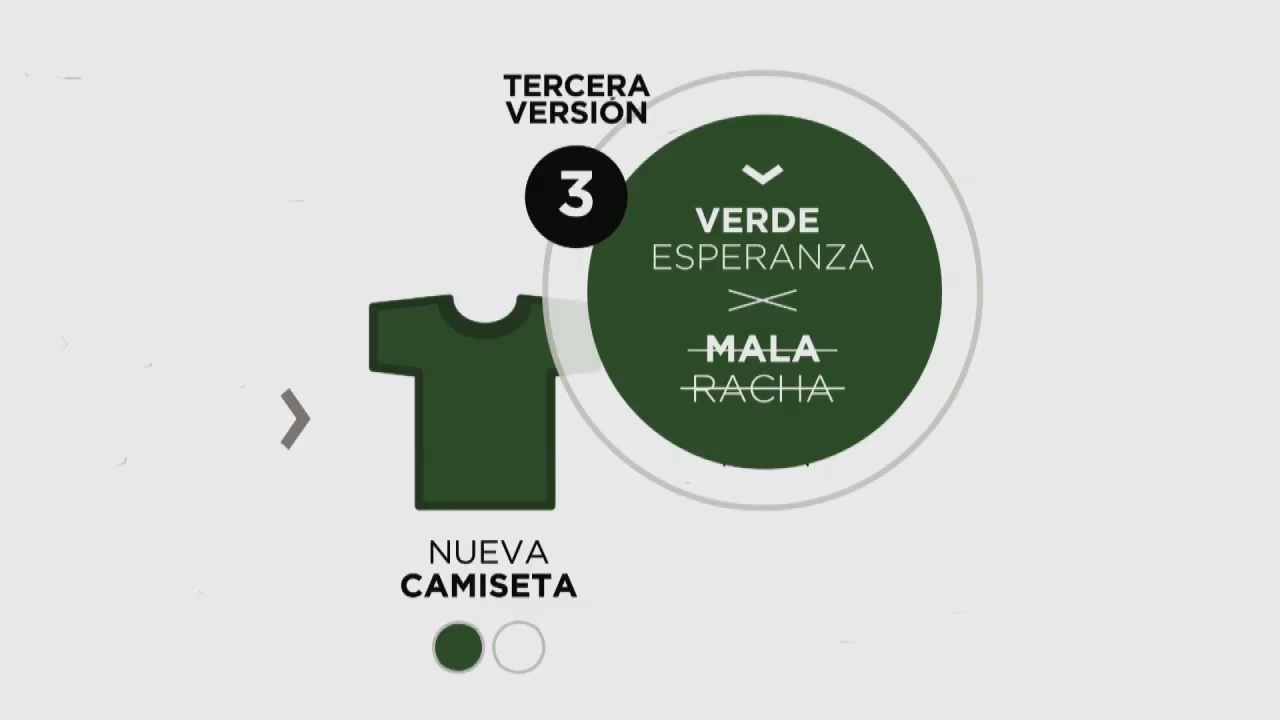 TERCERA
VERSIÓN
3
VERDE
ESPERANZA
MALA
RACHA
NUEVA
CAMISETA